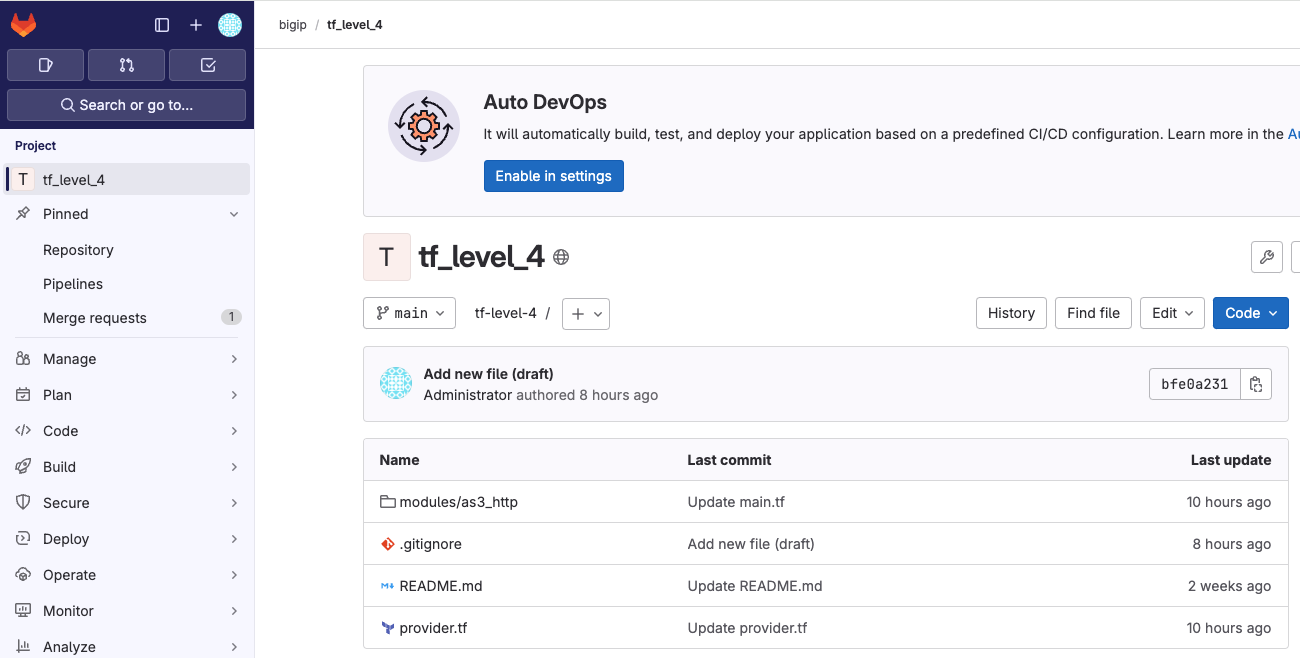 bigip / tf_level_4
Search or go to...
Project
T tf_level_4
Pinned
Repository
Pipelines
Merge requests 1
Manage
Plan
Code
Build
Secure
Deploy
Operate
Monitor
Analyze
Auto DevOps
It will automatically build, test, and deploy your application based on a predefined CI/CD configuration. Learn more in the
Enable in settings
T tf_level_4
main tf-level-4 / + History Find file Edit Code
Add new file (draft)
Administrator authored 8 hours ago
bfe0a231
Name Last commit Last update
modules/as3_http Update main.tf 10 hours ago
.gitignore Add new file (draft) 8 hours ago
README.md Update README.md 2 weeks ago
provider.tf Update provider.tf 10 hours ago